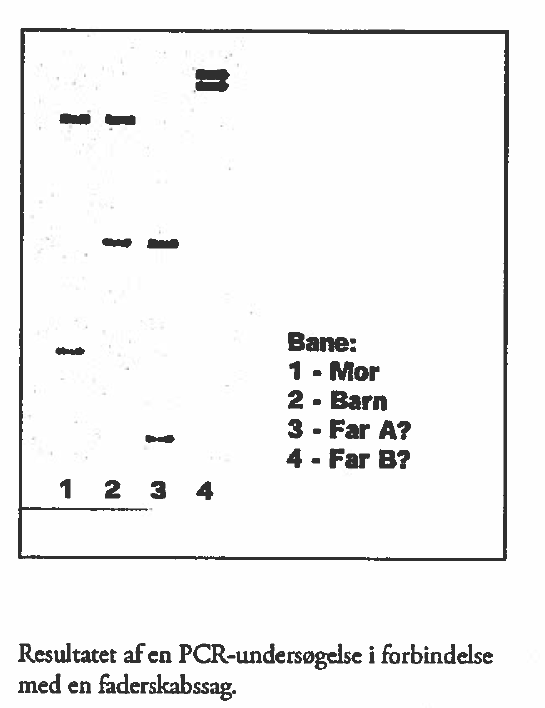 Bane:
1 - Mor
2 - Barn
3 - Far A?
4 - Far B?
1 2 3 4
Resultatet af en PCR-undersøgelse i forbindelse
med en faderskabssag.